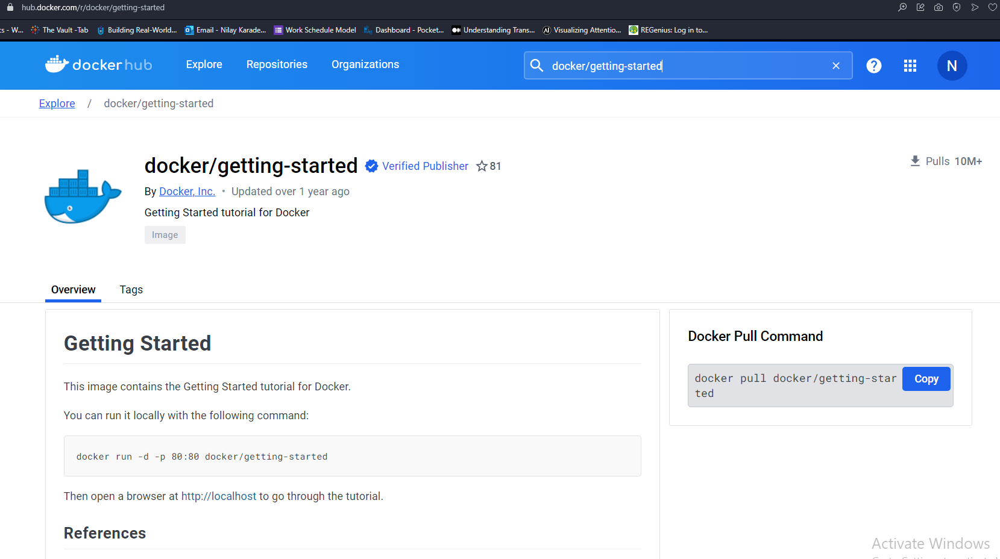 hub.docker.com/r/docker/getting-started
cs - W... The Vault -Tab Building Real-World... Email - Nilay Karade... Work Schedule Model Dashboard - Pocket... Understanding Trans... Visualizing Attentio... REGenius: Log in to...
docker hub Explore Repositories Organizations docker/getting-started N
Explore / docker/getting-started
docker/getting-started Verified Publisher 81
Pulls 10M+
By Docker, Inc. • Updated over 1 year ago
Getting Started tutorial for Docker
Image
Overview Tags
Getting Started
This image contains the Getting Started tutorial for Docker.
You can run it locally with the following command:
docker run -d -p 80:80 docker/getting-started
Then open a browser at http://localhost to go through the tutorial.
References
Docker Pull Command
docker pull docker/getting-star
ted
Copy
Activate Windows